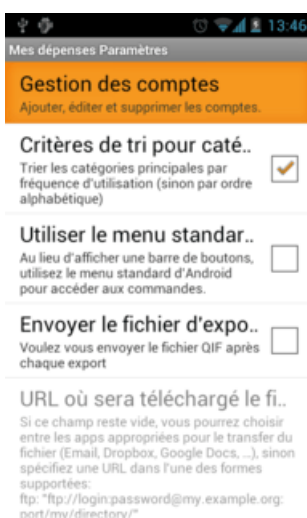 13:46
Mes dépenses Paramètres
Gestion des comptes
Ajouter, éditer et supprimer les comptes.
Critères de tri pour caté..
Trier les catégories principales par
fréquence d'utilisation (sinon par ordre
alphabétique)
Utiliser le menu standar..
Au lieu d'afficher une barre de boutons,
utilisez le menu standard d'Android
pour accéder aux commandes.
Envoyer le fichier d'expo..
Voulez vous envoyer le fichier QIF après
chaque export
URL où sera téléchargé le fi..
Si ce champ reste vide, vous pourrez choisir
entre les apps appropriées pour le transfer du
fichier (Email, Dropbox, Google Docs, ...), sinon
spécifiez une URL dans l'une des formes
supportées:
ftp: "ftp://login:password@my.example.org:
port/my/directory/"